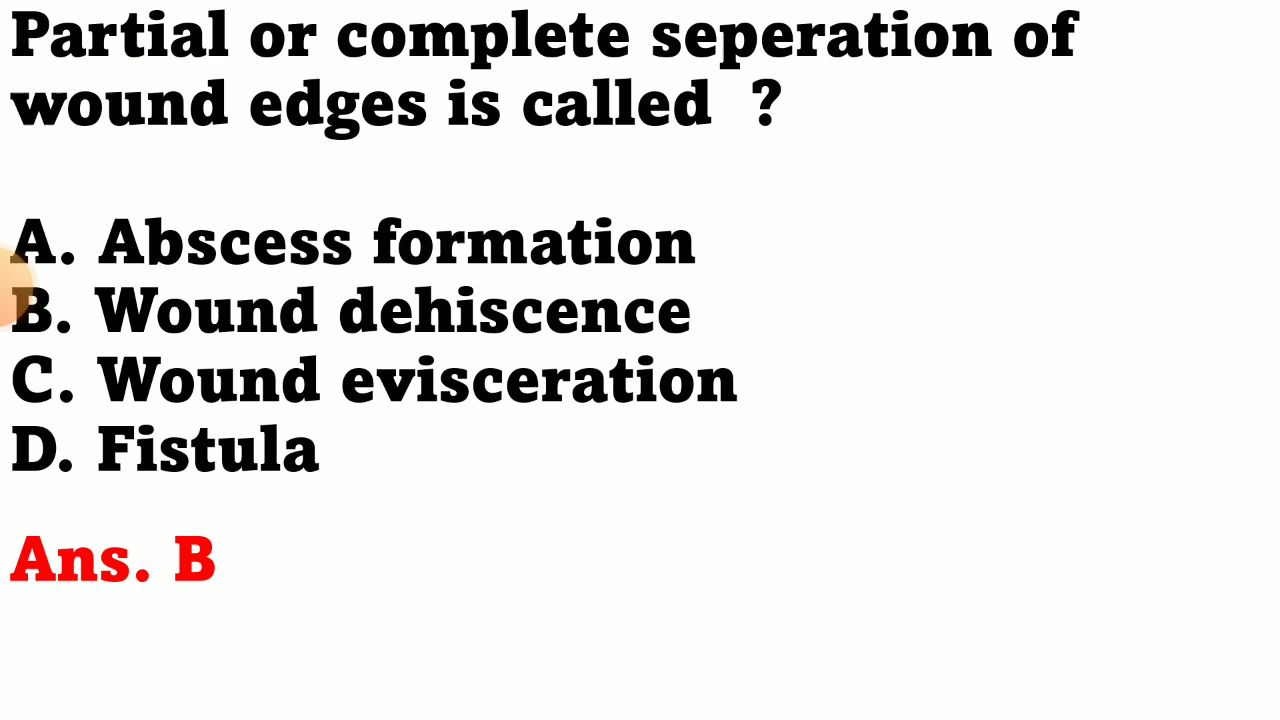 Partial or complete seperation of
wound edges is called ?
A. Abscess formation
B. Wound dehiscence
C. Wound evisceration
D. Fistula
Ans. B